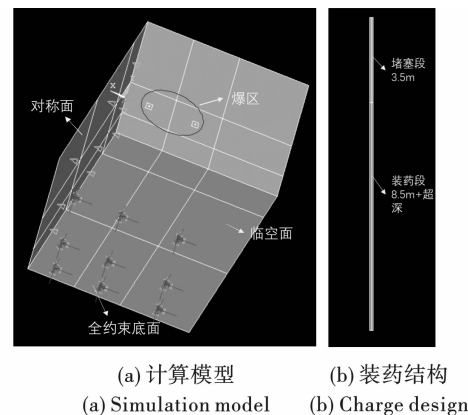 对称面
爆区
临空面
全约束底面
堵塞段
3.5m
装药段
8.5m+超
深
(a) 计算模型
(a) Simulation model
(b) 装药结构
(b) Charge design